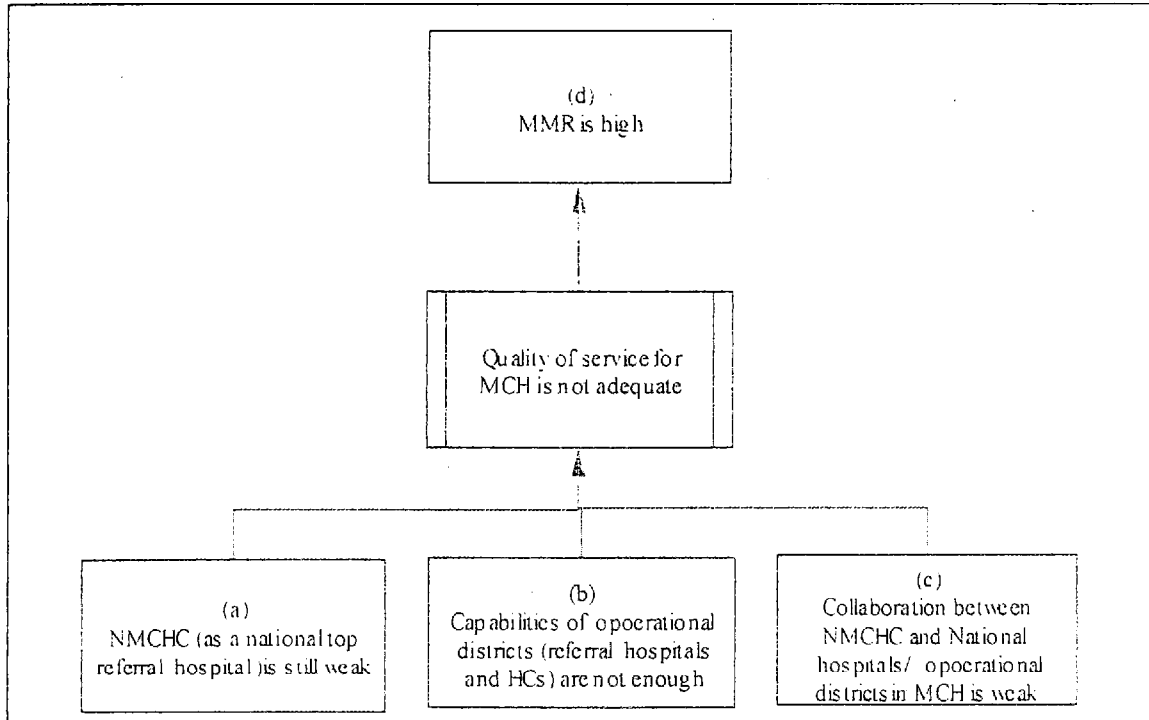 (d)
MMR is high
Quality of service for
MCH is not adequate
(a)
NMCHC (as a national top
referral hospital) is still weak
(b)
Capabilities of opoerational
districts (referral hospitals
and HCs) are not enough
(c)
Collaboration between
NMCHC and National
hospitals/ opoerational
districts in MCH is weak